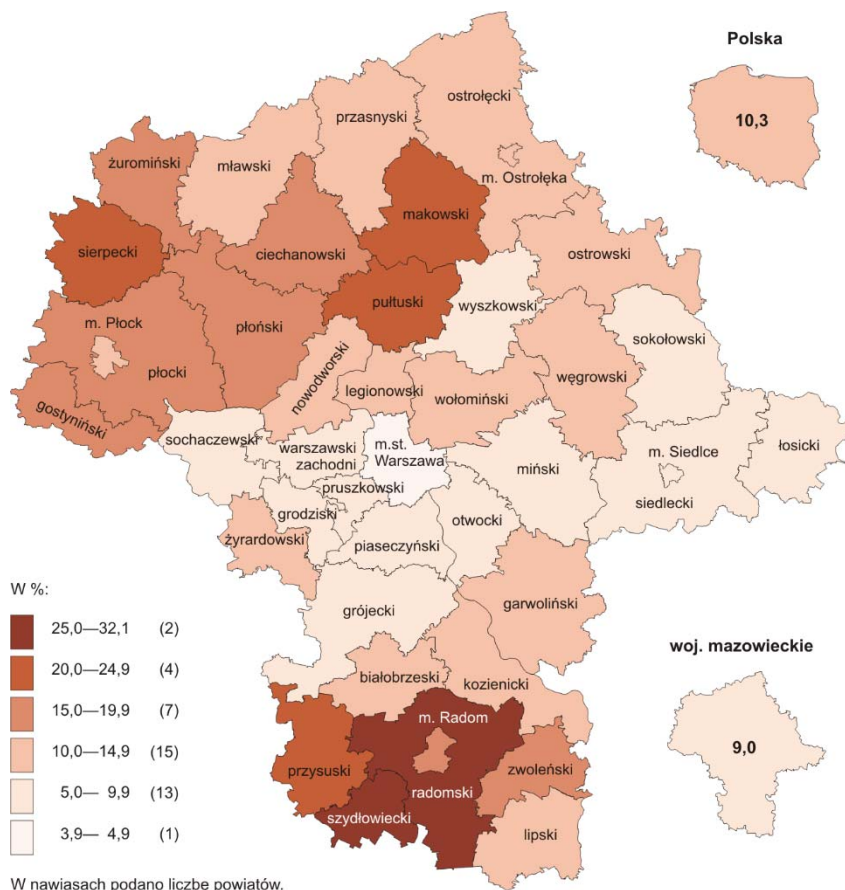 Polska
10,3
ostrołęcki
przasnyski
żuromiński
mławski
m. Ostrołęka
makowski
sierpecki
ciechanowski
ostrowski
pułtuski
wyszkowski
m. Płock
płoński
sokołowski
nowodworski
płocki
legionowski
wołomiński
węgrowski
gostyniński
sochaczewski
warszawski
zachodni
m.st.
Warszawa
m. Siedlce
łosicki
miński
pruszkowski
siedlecki
grodziski
otwocki
żyrardowski
piaseczyński
W %:
garwoliński
grójecki
25,0—32,1 (2)
20,0—24,9 (4)
15,0—19,9 (7)
10,0—14,9 (15)
5,0— 9,9 (13)
3,9— 4,9 (1)
woj. mazowieckie
9,0
białobrzeski
kozienicki
m. Radom
przysuski
zwoleński
radomski
szydłowiecki
lipski
W nawiasach podano liczbę powiatów.